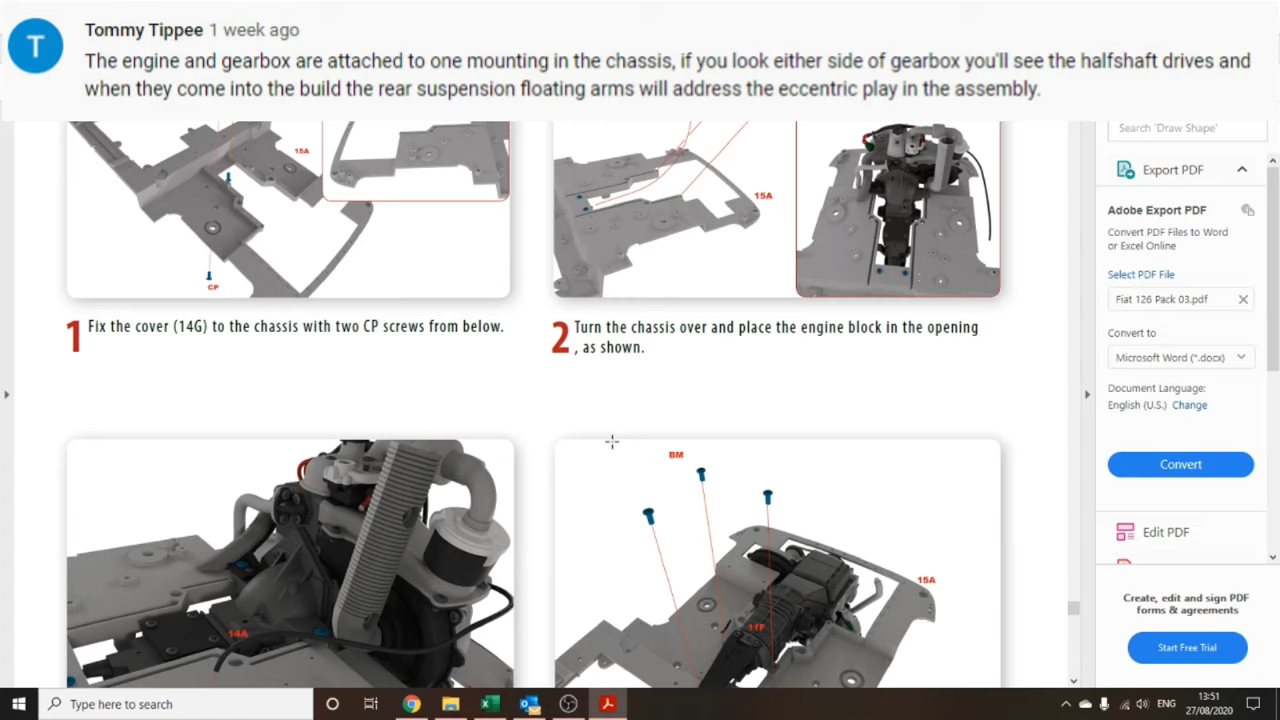 T
Tommy Tippee 1 week ago
The engine and gearbox are attached to one mounting in the chassis, if you look either side of gearbox you'll see the halfshaft drives and
when they come into the build the rear suspension floating arms will address the eccentric play in the assembly.
15A
CP
15A
1 Fix the cover (14G) to the chassis with two CP screws from below.
2 Turn the chassis over and place the engine block in the opening
, as shown.
14A
BM
15A
11F
Search 'Draw Shape'
Export PDF
Adobe Export PDF
Convert PDF Files to Word
or Excel Online
Select PDF File
Fiat 126 Pack 03.pdf
Convert to
Microsoft Word (*.docx)
Document Language:
English (U.S.) Change
Convert
Edit PDF
Create, edit and sign PDF
forms & agreements
Start Free Trial
Type here to search
ENG
13:51
27/08/2020